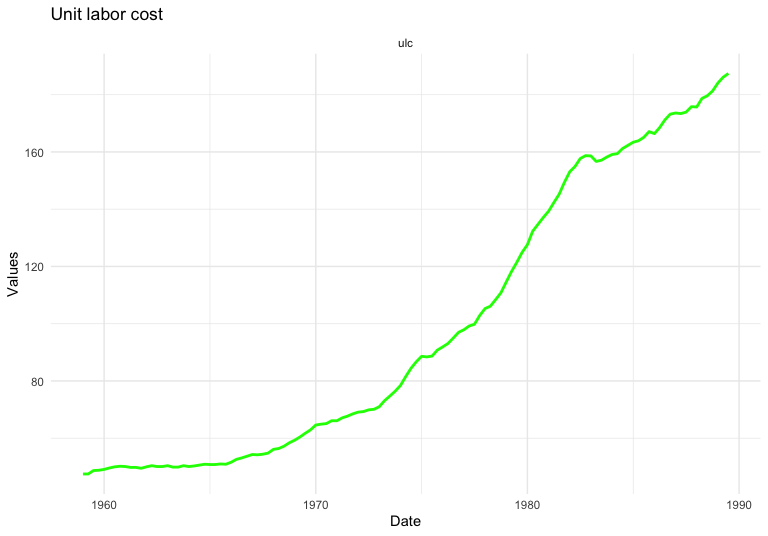 Unit labor cost
ulc
160
120
80
Values
1960 1970 1980 1990
Date